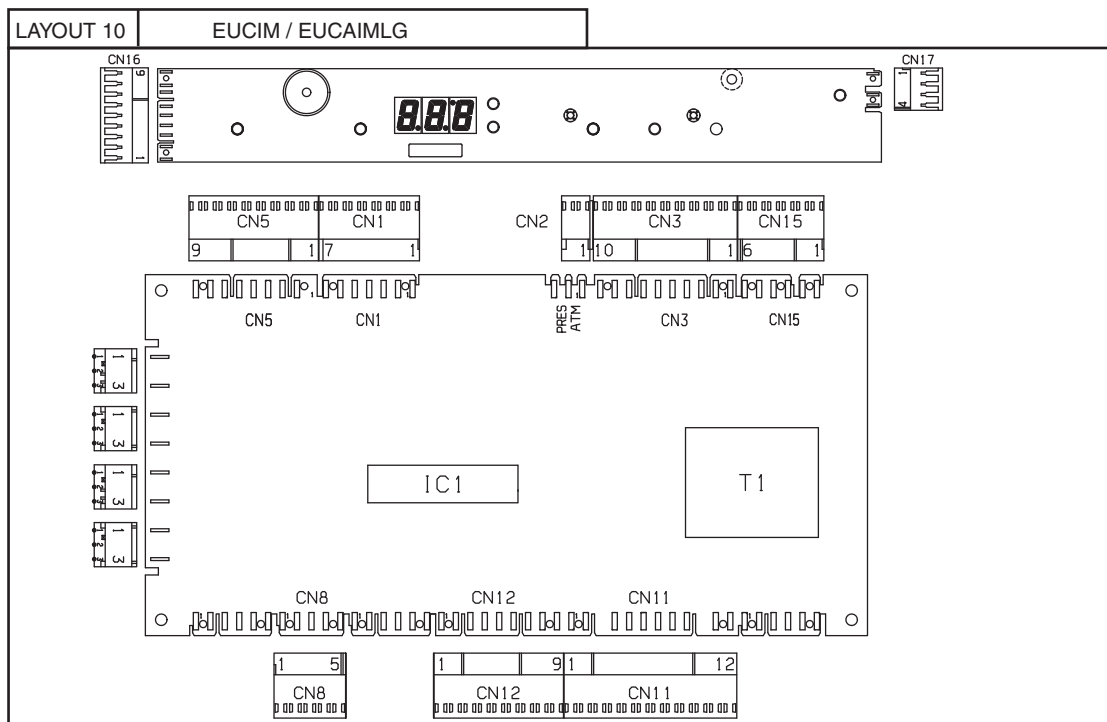 LAYOUT 10 EUCIM / EUCAIMLG
CN16 CN17
9 1
8.8.8
1 4
CN5 CN1 CN2 CN3 CN15
9 1 7 1 1 10 1 6 1
CN5 CN1 PRES ATM CN3 CN15
1 3
1 3
1 3
1 3
IC1 T1
CN8 CN12 CN11
1 5 1 9 1 12
CN8 CN12 CN11